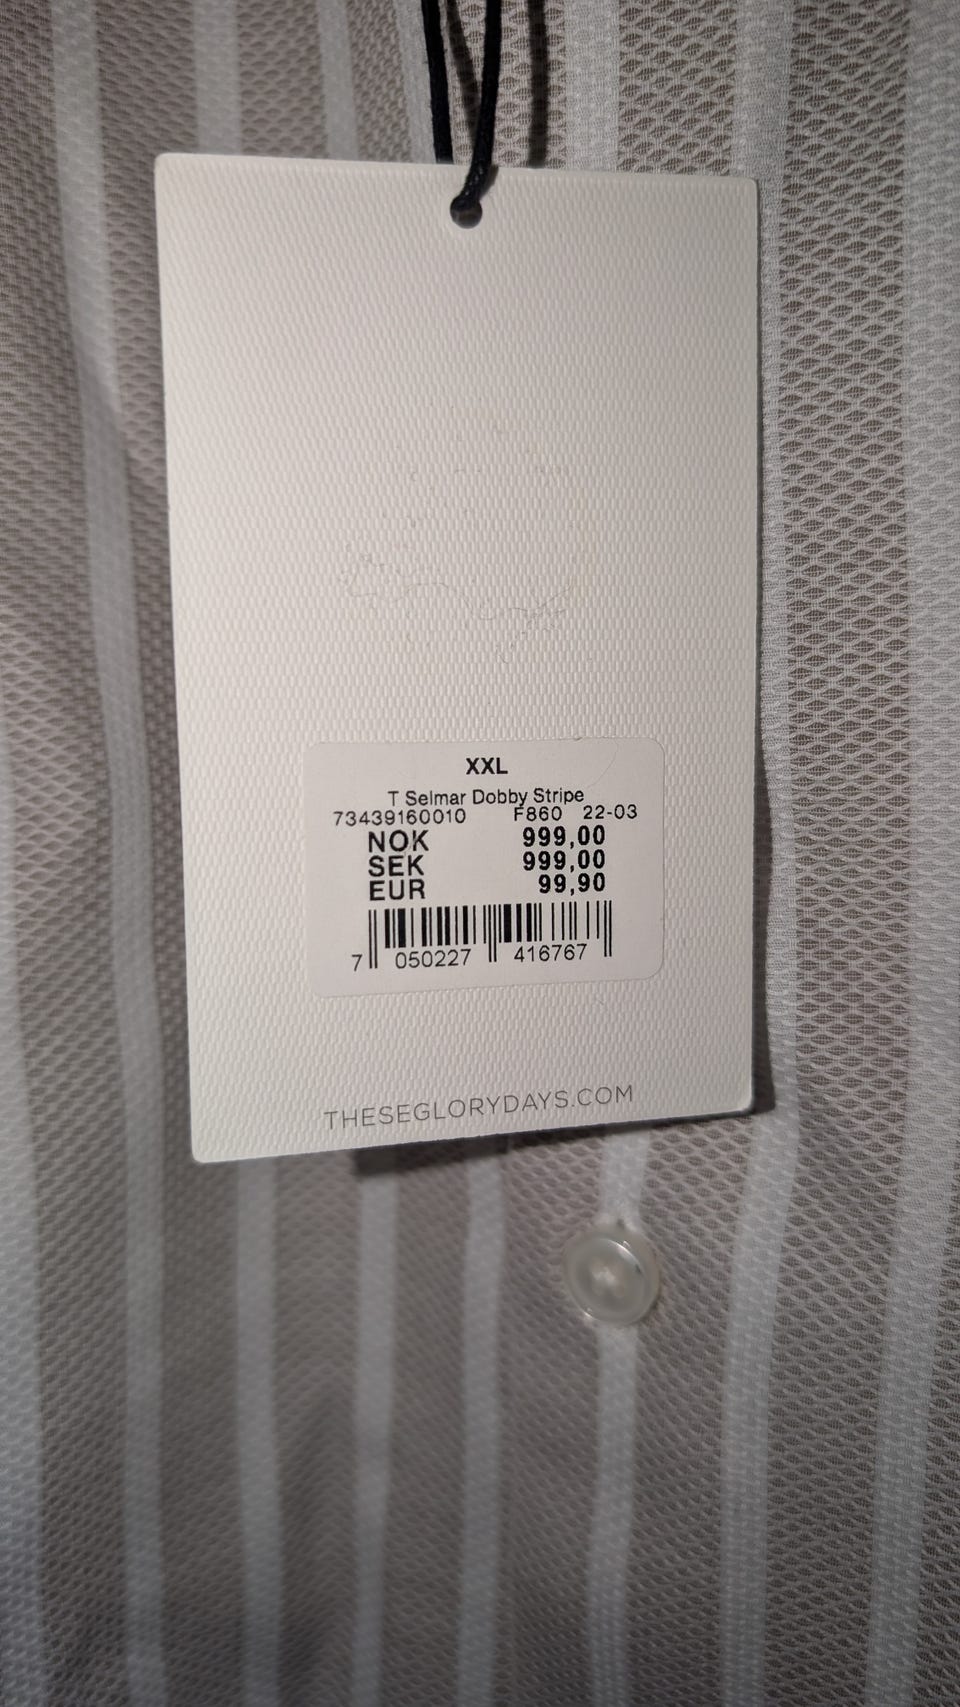 XXL
T Selmar Dobby Stripe
73439160010 F860 22-03
NOK 999,00
SEK 999,00
EUR 99,90
7 050227 416767
THESEGLORYDAYS.COM